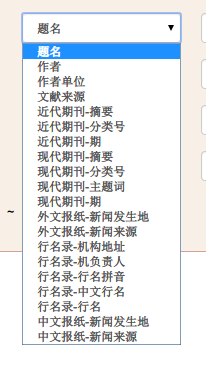 题名
题名
作者
作者单位
文献来源
近代期刊-摘要
近代期刊-分类号
近代期刊-期
现代期刊-摘要
现代期刊-分类号
现代期刊-主题词
现代期刊-期
外文报纸-新闻发生地
外文报纸-新闻来源
行名录-机构地址
行名录-机负责人
行名录-行名拼音
行名录-中文行名
行名录-行名
中文报纸-新闻发生地
中文报纸-新闻来源
~